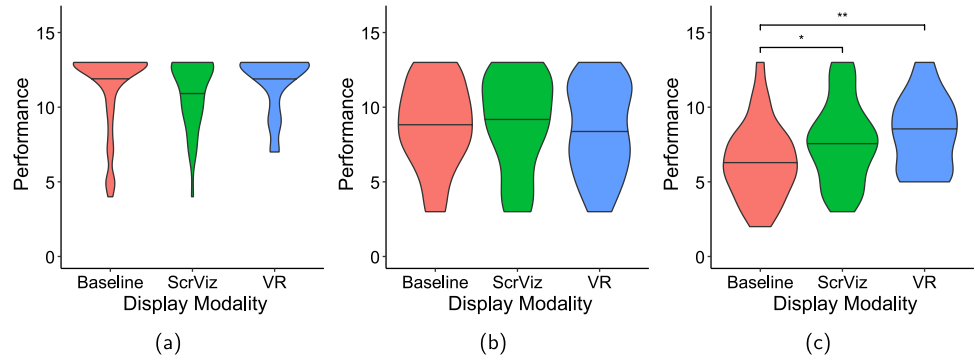 Performance
15
10
5
0
Baseline ScrViz VR
Display Modality
(a)
Performance
15
10
5
0
Baseline ScrViz VR
Display Modality
(b)
Performance
15
10
5
0
**
*
Baseline ScrViz VR
Display Modality
(c)